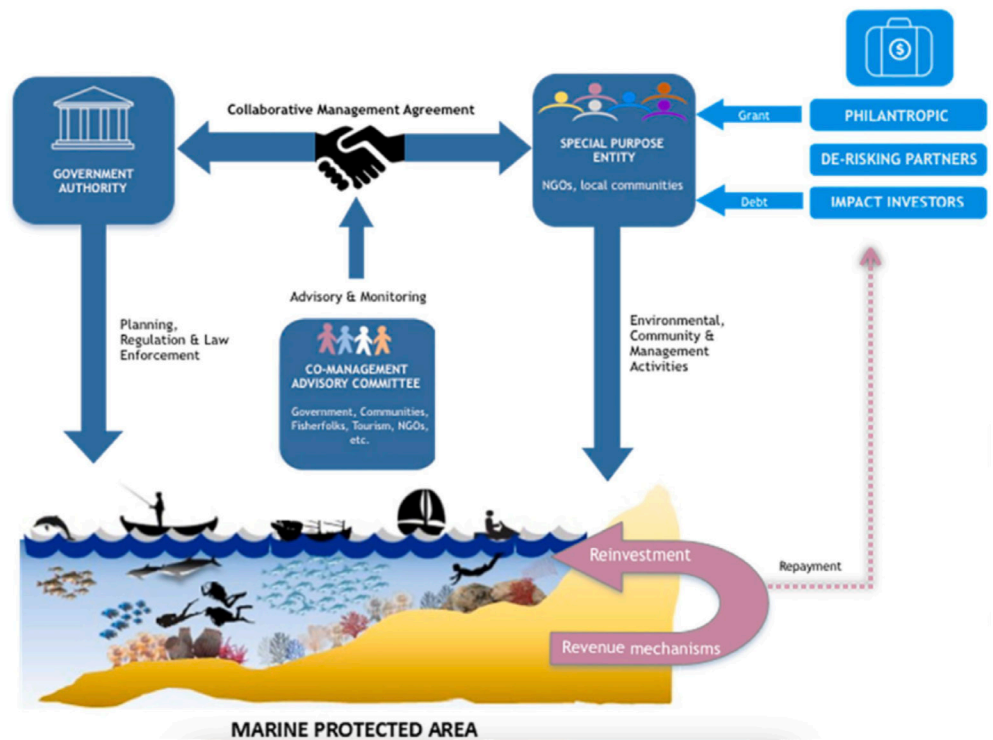 Collaborative Management Agreement
GOVERNMENT
AUTHORITY
SPECIAL PURPOSE
ENTITY
NGOs, local communities
$
Grant
PHILANTROPIC
DE-RISKING PARTNERS
Debt
IMPACT INVESTORS
Planning,
Regulation & Law
Enforcement
Advisory & Monitoring
CO-MANAGEMENT
ADVISORY COMMITTEE
Government, Communities,
Fisherfolks, Tourism, NGOs,
etc.
Environmental,
Community &
Management
Activities
Reinvestment
Repayment
Revenue mechanisms
MARINE PROTECTED AREA